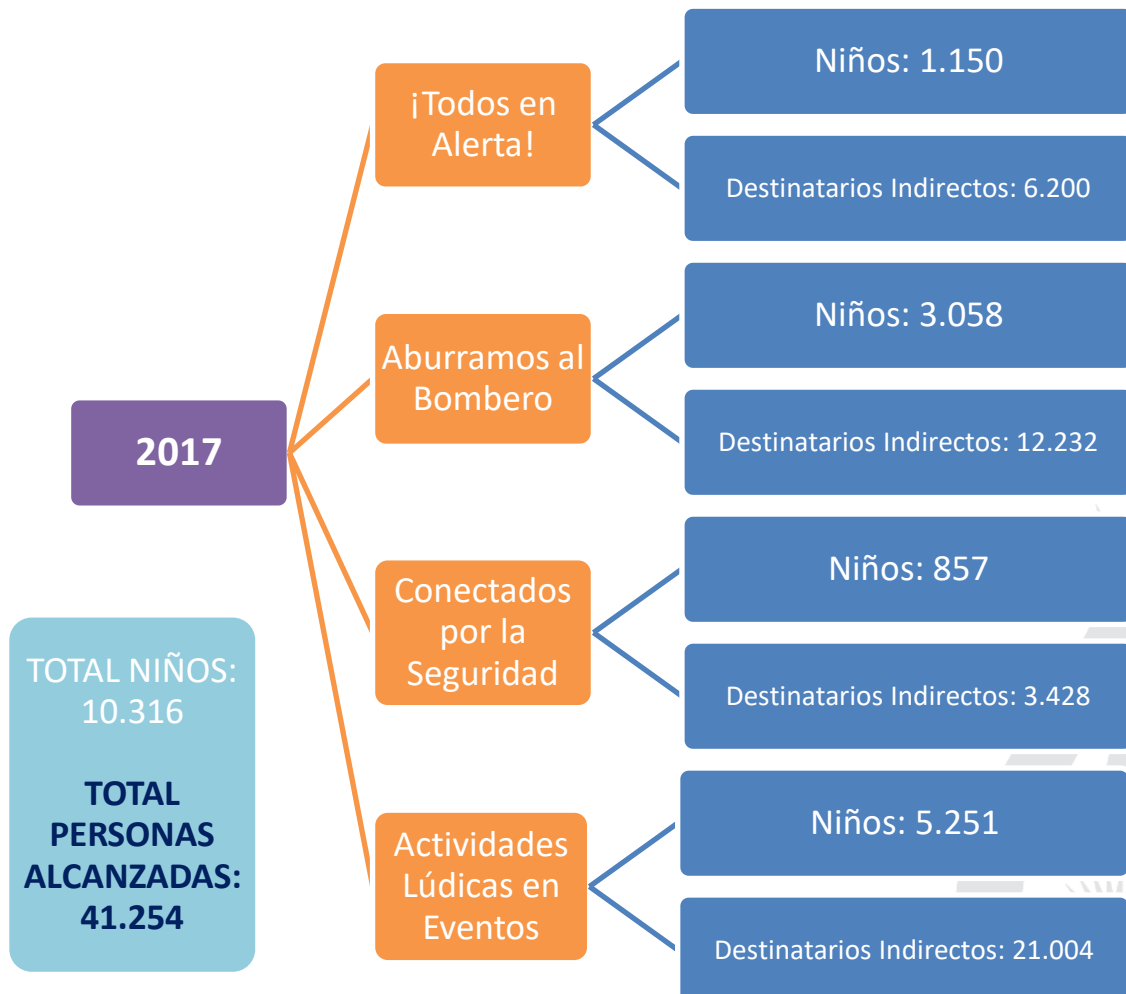 2017
¡Todos en
Alerta!
Niños: 1.150
Destinatarios Indirectos: 6.200
Aburramos al
Bombero
Niños: 3.058
Destinatarios Indirectos: 12.232
Conectados
por la
Seguridad
Niños: 857
Destinatarios Indirectos: 3.428
Actividades
Lúdicas en
Eventos
Niños: 5.251
Destinatarios Indirectos: 21.004
TOTAL NIÑOS:
10.316
TOTAL
PERSONAS
ALCANZADAS:
41.254